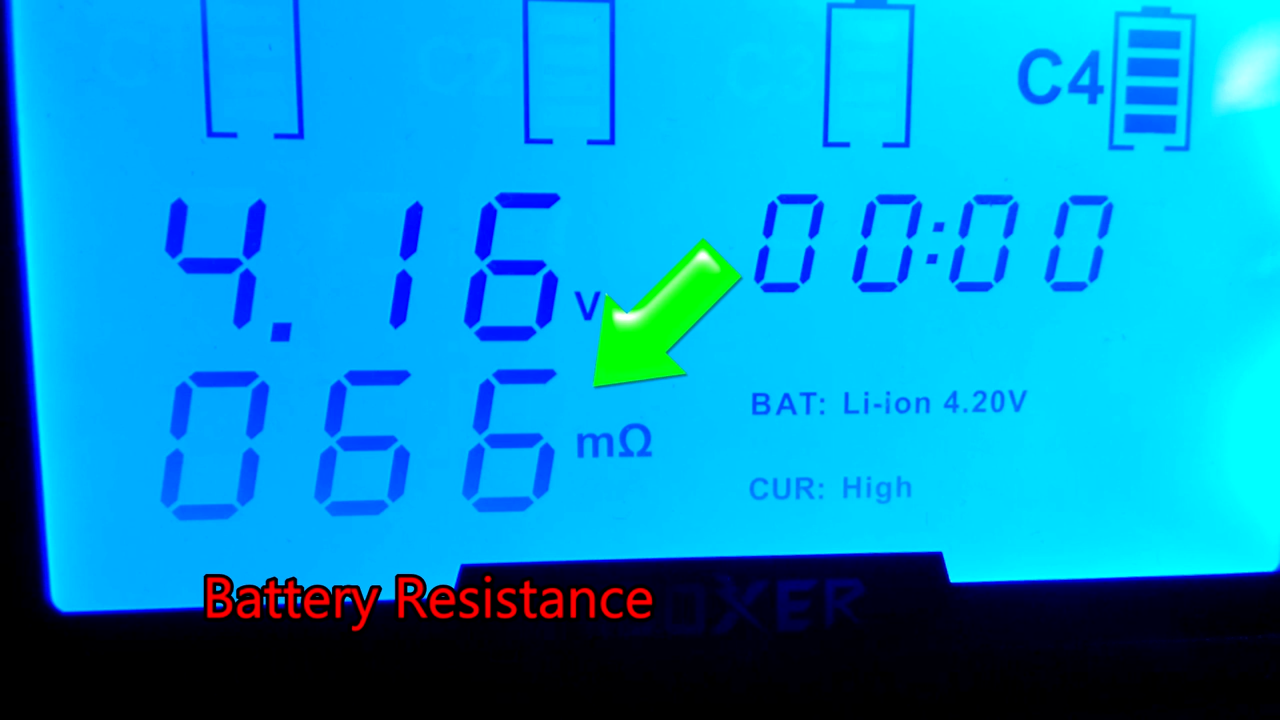 C4
4.16 V
00:00
066 mΩ
BAT: Li-ion 4.20V
CUR: High
Battery Resistance